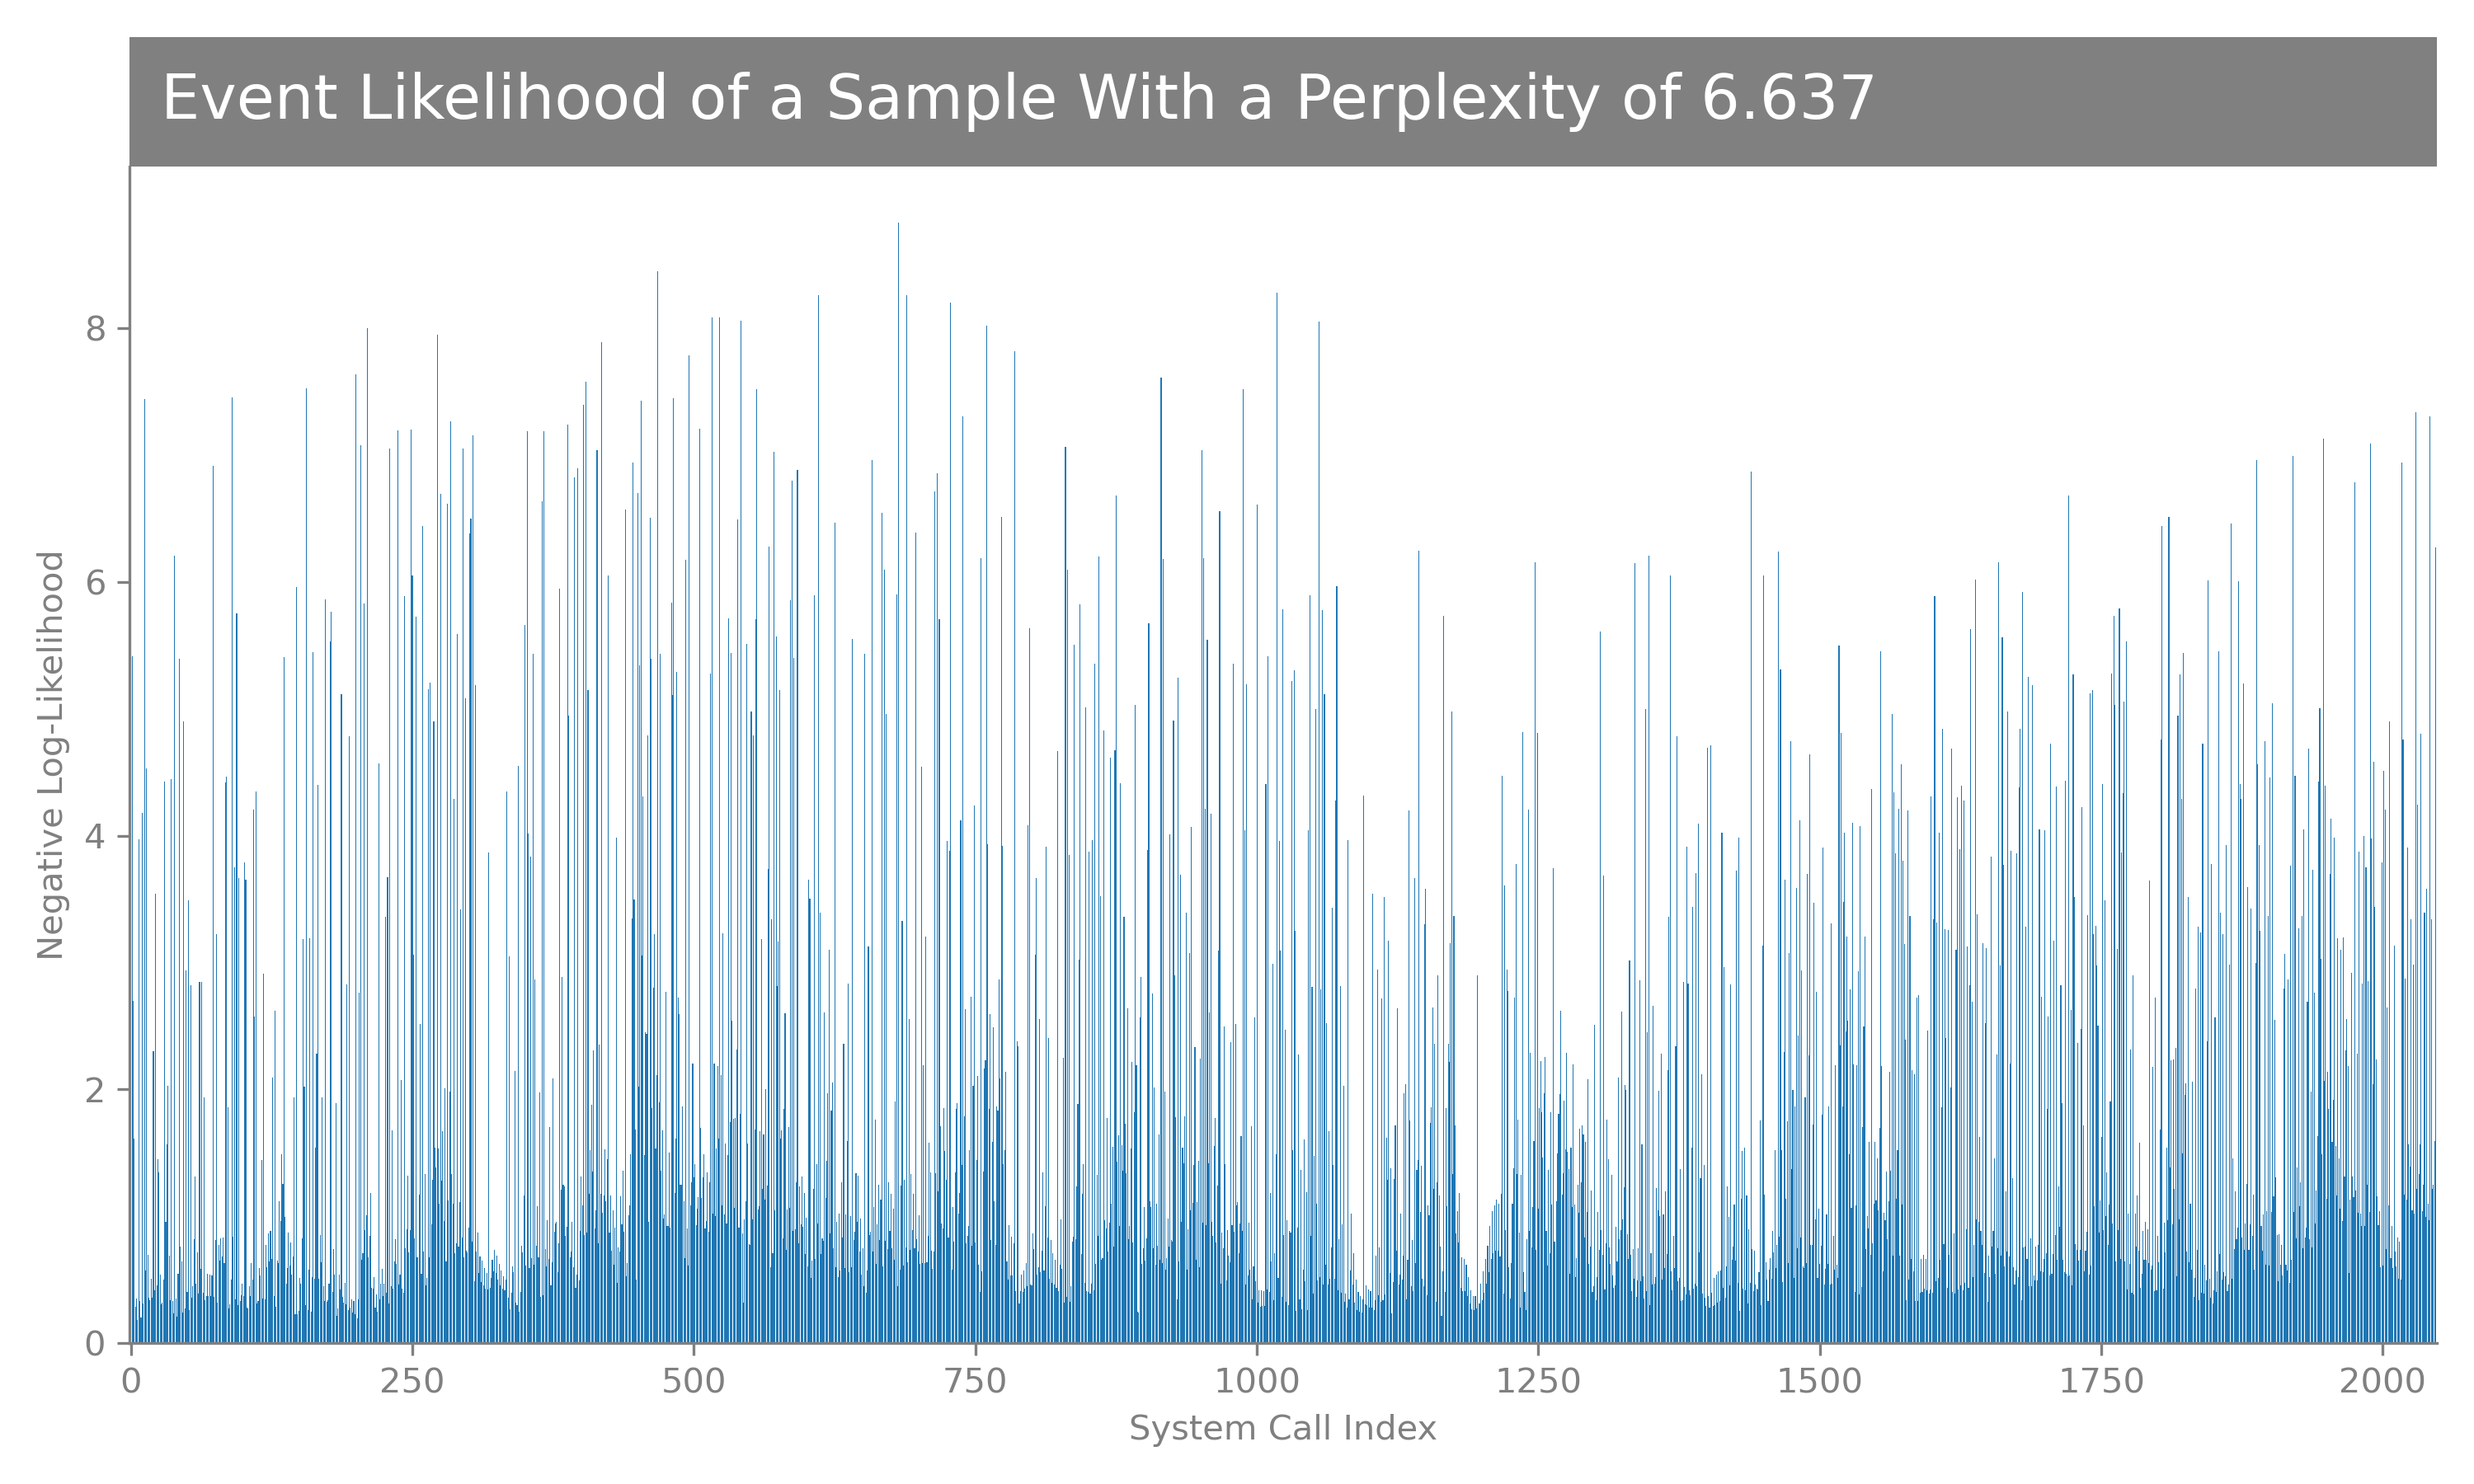 Event Likelihood of a Sample With a Perplexity of 6.637
8
6
4
2
0
Negative Log-Likelihood
0 250 500 750 1000 1250 1500 1750 2000
System Call Index